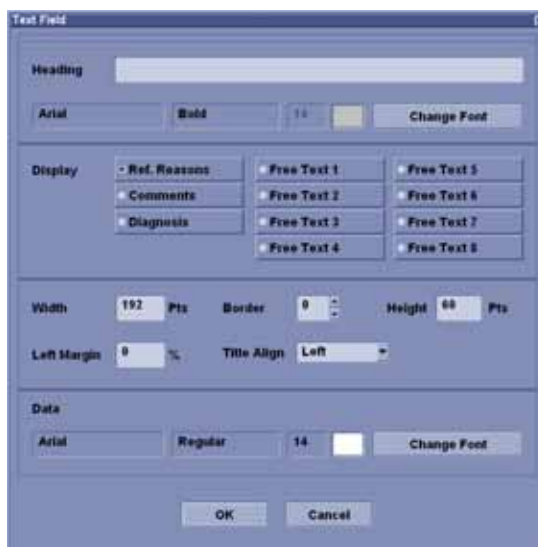 Text Field
Heading
Arial Bold 14 Change Font
Display Ref. Reasons Free Text 1 Free Text 5
Comments Free Text 2 Free Text 6
Diagnosis Free Text 3 Free Text 7
Free Text 4 Free Text 8
Width 192 Pts Border 0 Height 60 Pts
Left Margin 0 % Title Align Left
Data
Arial Regular 14 Change Font
OK Cancel